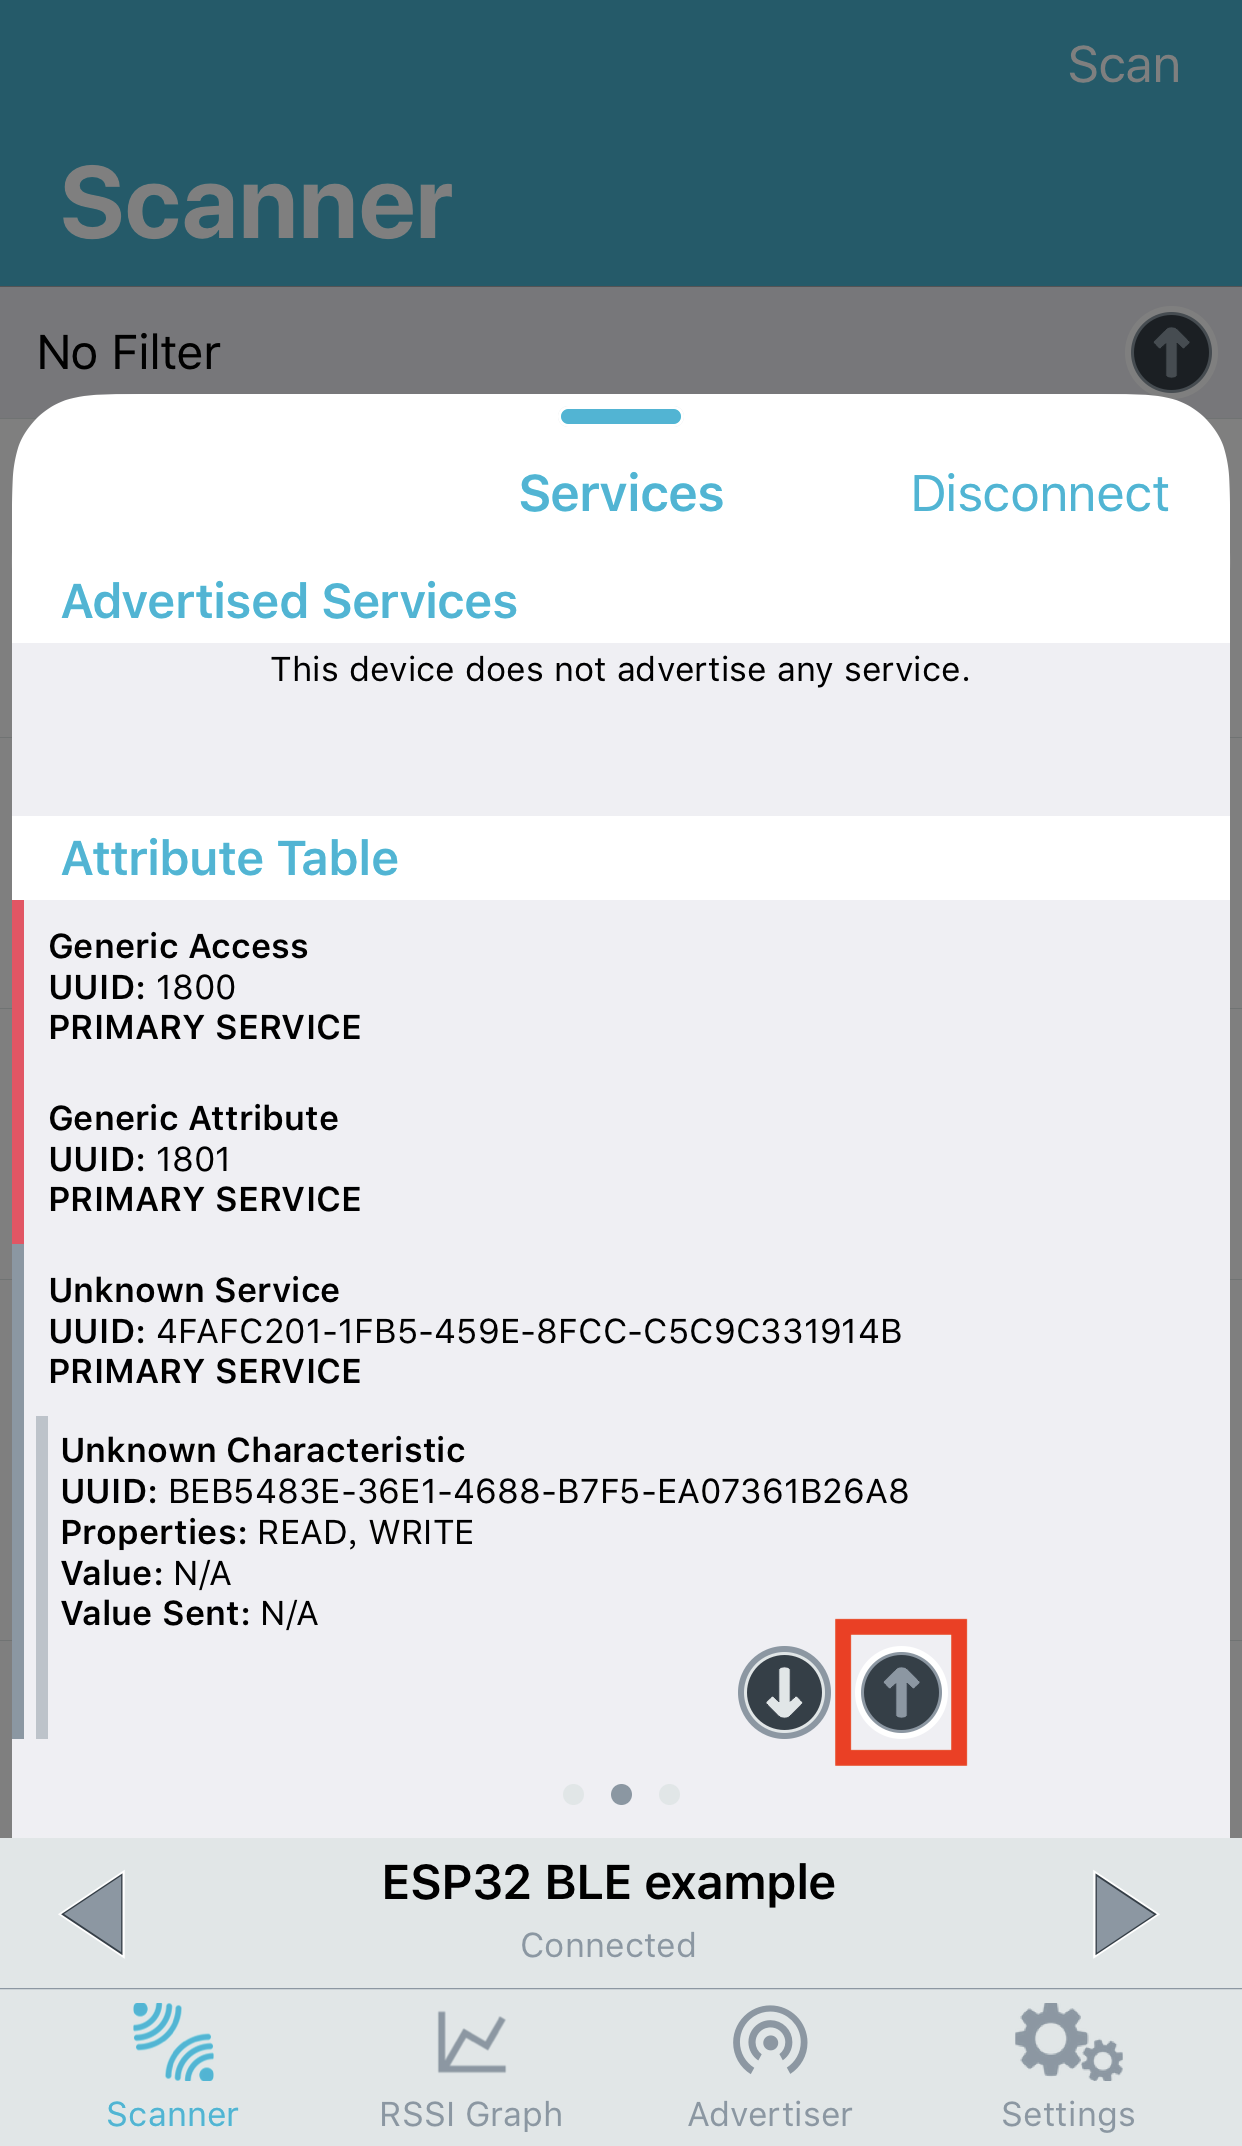 Scan
Scanner
No Filter
Services
Disconnect
Advertised Services
This device does not advertise any service.
Attribute Table
Generic Access
UUID: 1800
PRIMARY SERVICE
Generic Attribute
UUID: 1801
PRIMARY SERVICE
Unknown Service
UUID: 4FAFC201-1FB5-459E-8FCC-C5C9C331914B
PRIMARY SERVICE
Unknown Characteristic
UUID: BEB5483E-36E1-4688-B7F5-EA07361B26A8
Properties: READ, WRITE
Value: N/A
Value Sent: N/A
ESP32 BLE example
Connected
Scanner
RSSI Graph
Advertiser
Settings